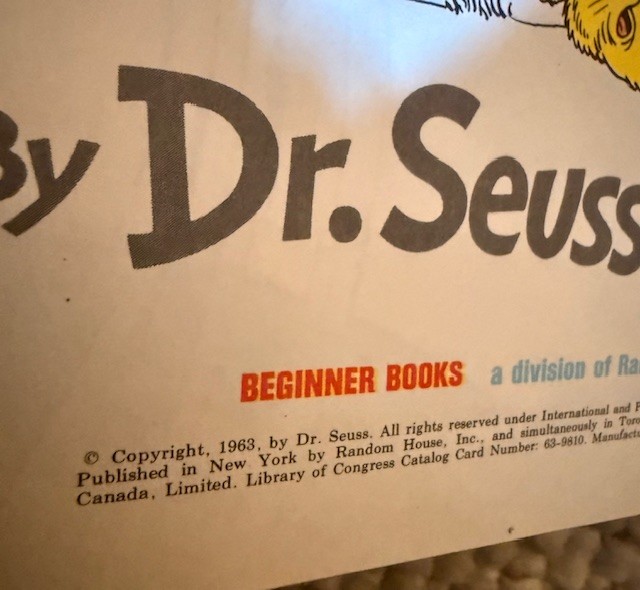 By Dr. Seuss
BEGINNER BOOKS a division of Ra
© Copyright, 1963, by Dr. Seuss. All rights reserved under International and P
Published in New York by Random House, Inc., and simultaneously in Toro
Canada, Limited. Library of Congress Catalog Card Number: 63-9810. Manufactu